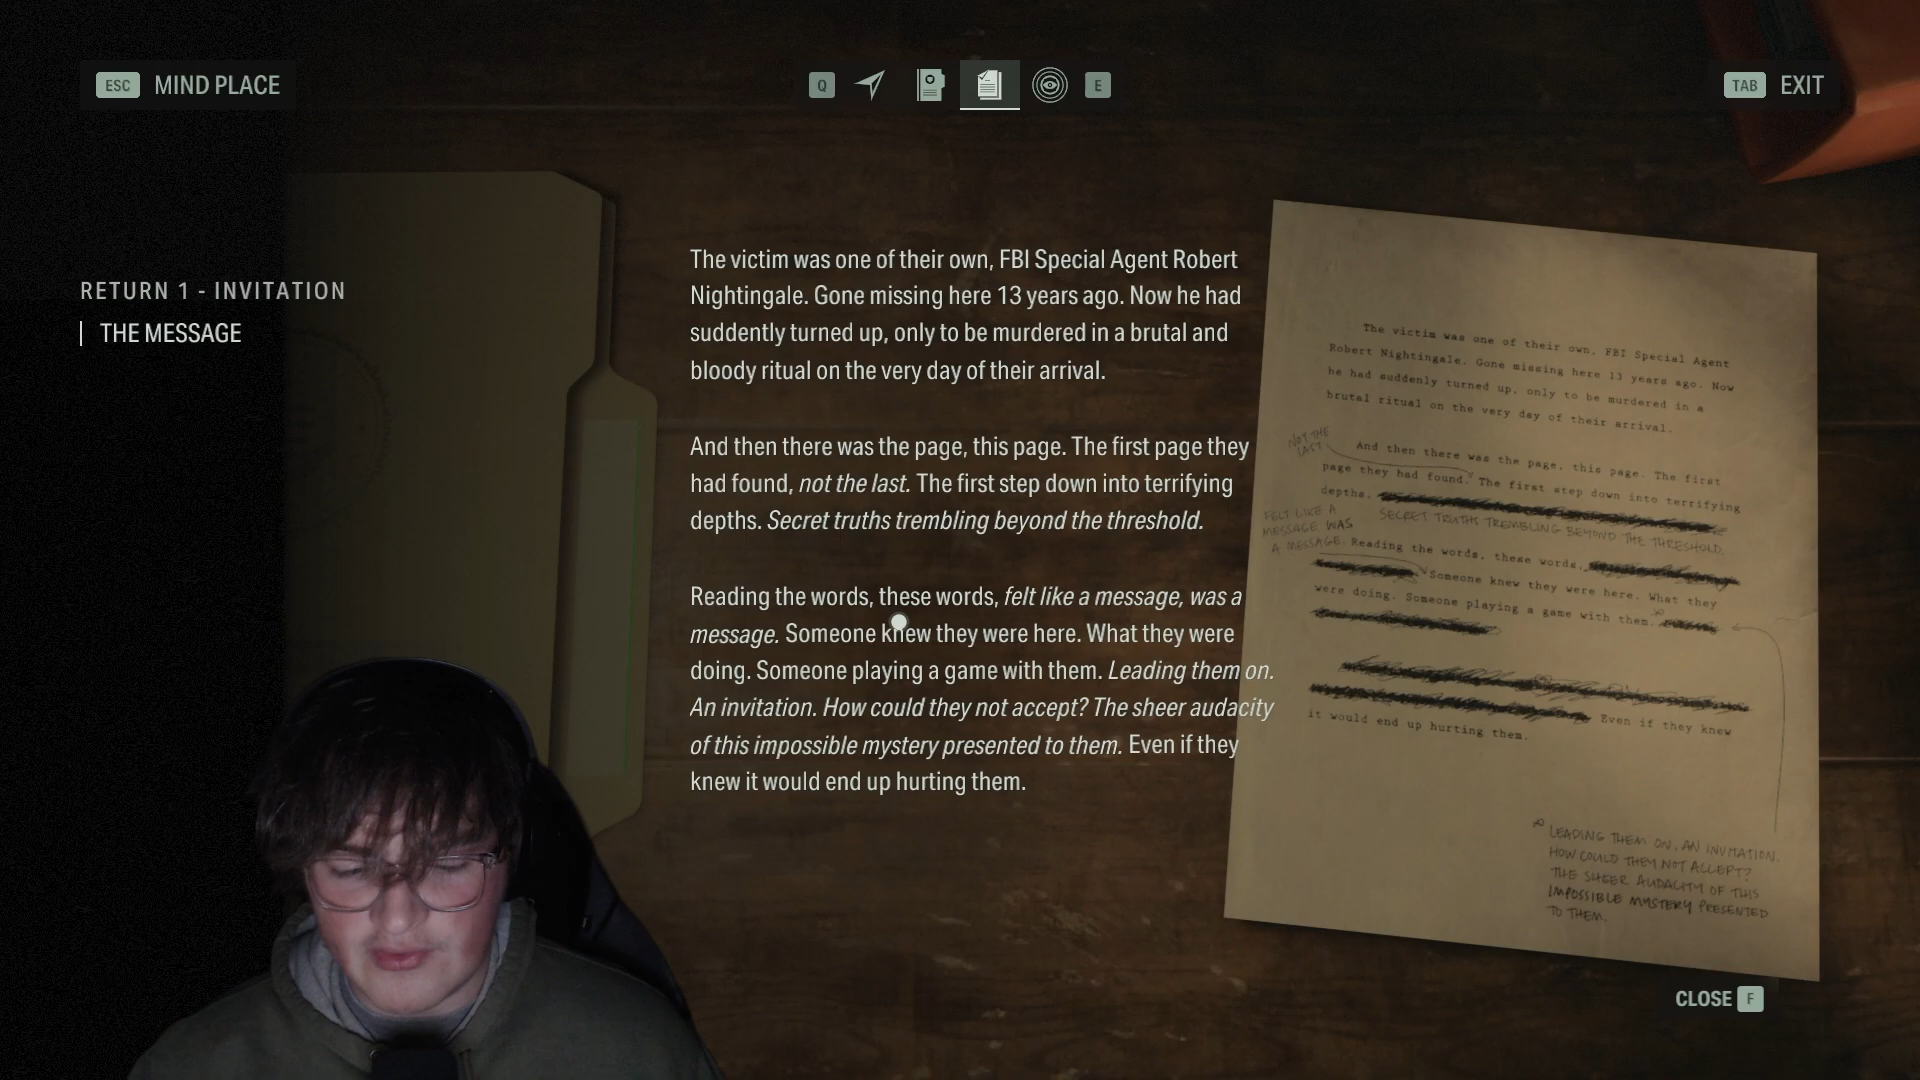 ESC MIND PLACE
Q
E
TAB EXIT
RETURN 1 - INVITATION
THE MESSAGE
The victim was one of their own, FBI Special Agent Robert
Nightingale. Gone missing here 13 years ago. Now he had
suddenly turned up, only to be murdered in a brutal and
bloody ritual on the very day of their arrival.
And then there was the page, this page. The first page they
had found, not the last. The first step down into terrifying
depths. Secret truths trembling beyond the threshold.
Reading the words, these words, felt like a message, was a
message. Someone knew they were here. What they were
doing. Someone playing a game with them. Leading them on.
An invitation. How could they not accept? The sheer audacity
of this impossible mystery presented to them. Even if they
knew it would end up hurting them.
The victim was one of their own, FBI Special Agent
Robert Nightingale. Gone missing here 13 years ago. Now
he had suddenly turned up, only to be murdered in a
brutal ritual on the very day of their arrival.
NOT THE
LAST
And then there was the page, this page. The first
page they had found. The first step down into terrifying
depths.
SECRET TRUTHS TREMBLING BEYOND THE THRESHOLD.
FELT LIKE A
MESSAGE WAS
A MESSAGE.
Reading the words, these words,
Someone knew they were here. What they
were doing. Someone playing a game with them.
Even if they knew
it would end up hurting them.
LEADING THEM ON, AN INVITATION.
HOW COULD THEY NOT ACCEPT?
THE SHEER AUDACITY OF THIS
IMPOSSIBLE MYSTERY PRESENTED
TO THEM.
CLOSE F